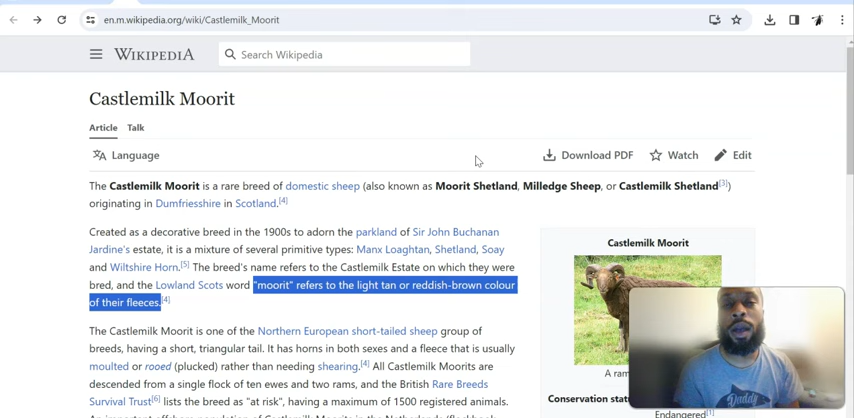 en.m.wikipedia.org/wiki/Castlemilk_Moorit
WIKIPEDIA
Search Wikipedia
Castlemilk Moorit
Article Talk
Language
Download PDF
Watch
Edit
The Castlemilk Moorit is a rare breed of domestic sheep (also known as Moorit Shetland, Milledge Sheep, or Castlemilk Shetland[3])
originating in Dumfriesshire in Scotland.[4]
Created as a decorative breed in the 1900s to adorn the parkland of Sir John Buchanan
Jardine's estate, it is a mixture of several primitive types: Manx Loaghtan, Shetland, Soay
and Wiltshire Horn.[5] The breed's name refers to the Castlemilk Estate on which they were
bred, and the Lowland Scots word "moorit" refers to the light tan or reddish-brown colour
of their fleeces.[4]
The Castlemilk Moorit is one of the Northern European short-tailed sheep group of
breeds, having a short, triangular tail. It has horns in both sexes and a fleece that is usually
moulted or rooed (plucked) rather than needing shearing.[4] All Castlemilk Moorits are
descended from a single flock of ten ewes and two rams, and the British Rare Breeds
Survival Trust[6] lists the breed as "at risk", having a maximum of 1500 registered animals.
Castlemilk Moorit
A ram
Conservation
Endangered[1]
Daddy